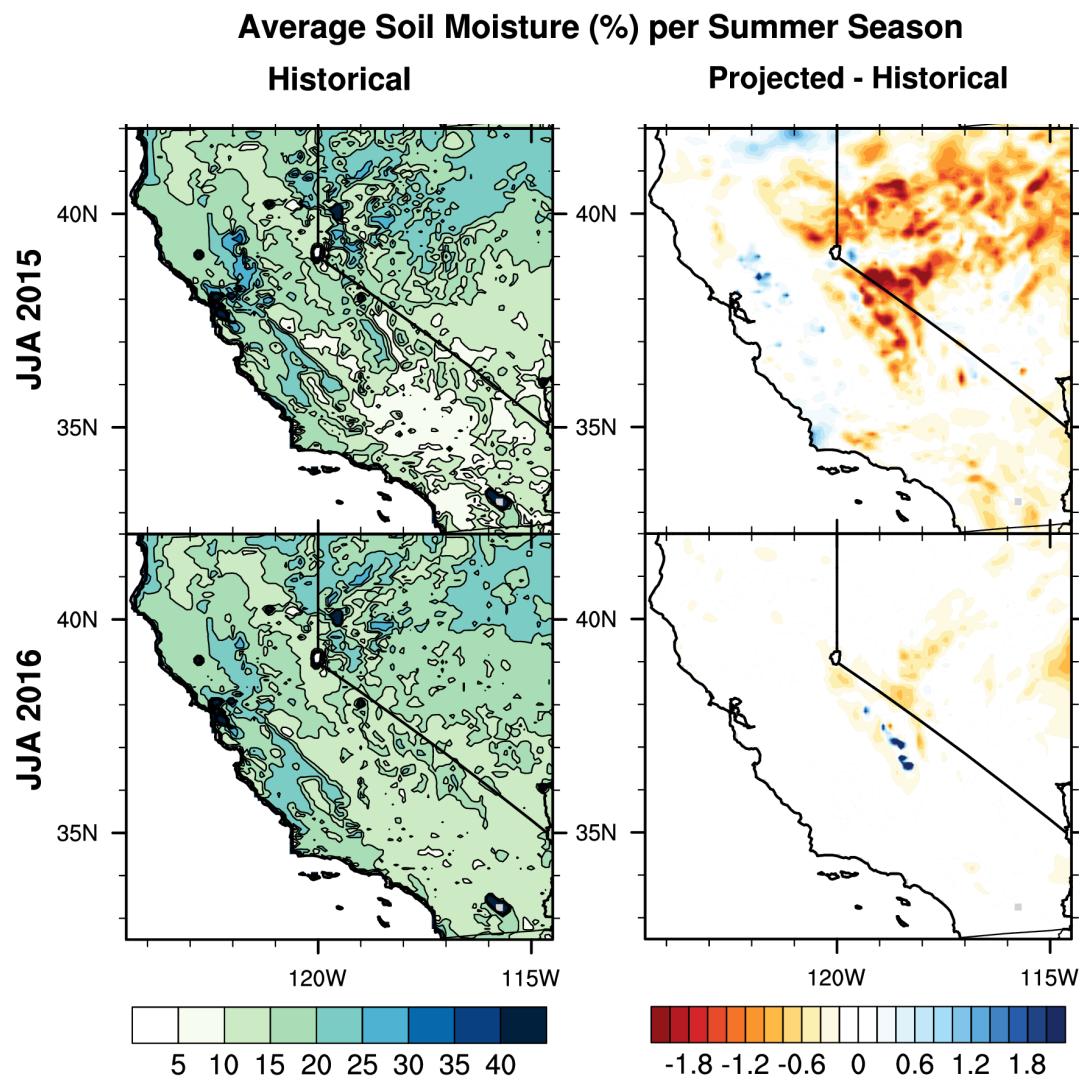 Average Soil Moisture (%) per Summer Season
Historical
Projected - Historical
JJA 2015
40N
40N
35N
35N
JJA 2016
40N
40N
35N
35N
120W
115W
120W
115W
5 10 15 20 25 30 35 40
-1.8 -1.2 -0.6 0 0.6 1.2 1.8